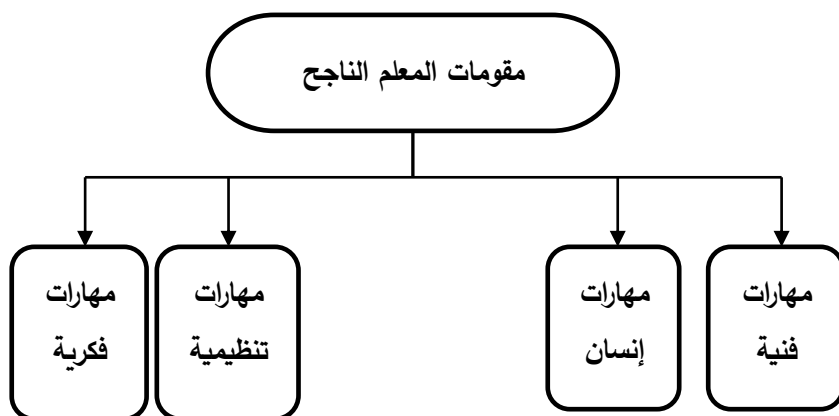 مقومات المعلم الناجح
مهارات
فنية
مهارات
إنسان
مهارات
تنظيمية
مهارات
فكرية